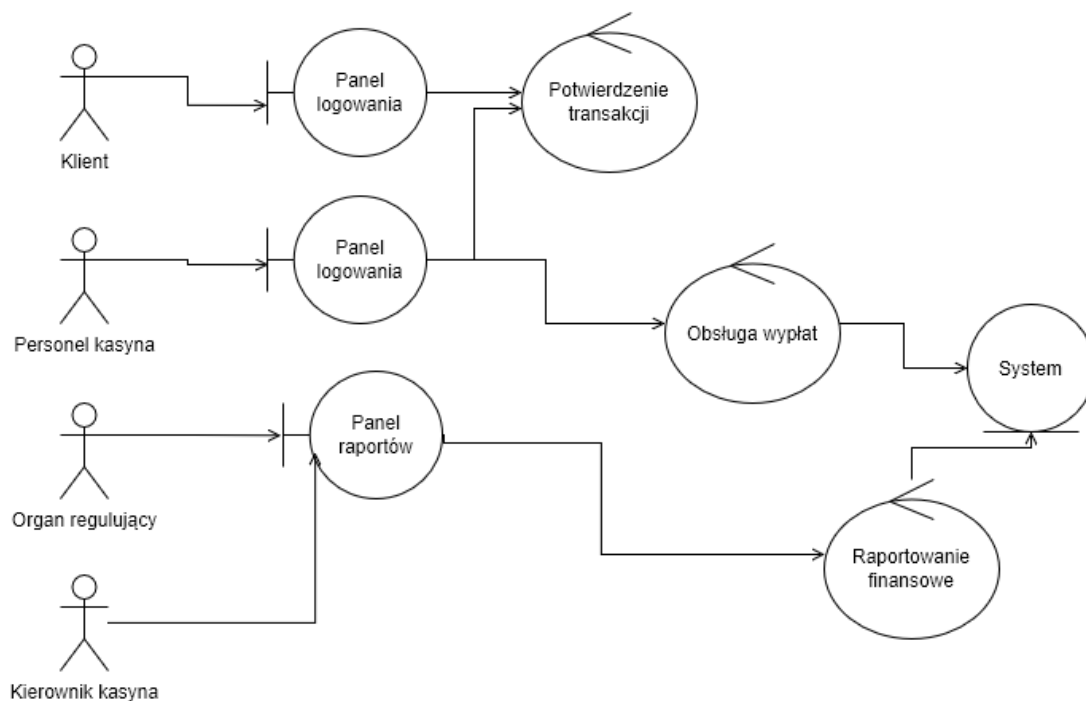 Panel
logowania
Potwierdzenie
transakcji
Klient
Panel
logowania
Personel kasyna
Obsługa wypłat
System
Panel
raportów
Organ regulujący
Raportowanie
finansowe
Kierownik kasyna